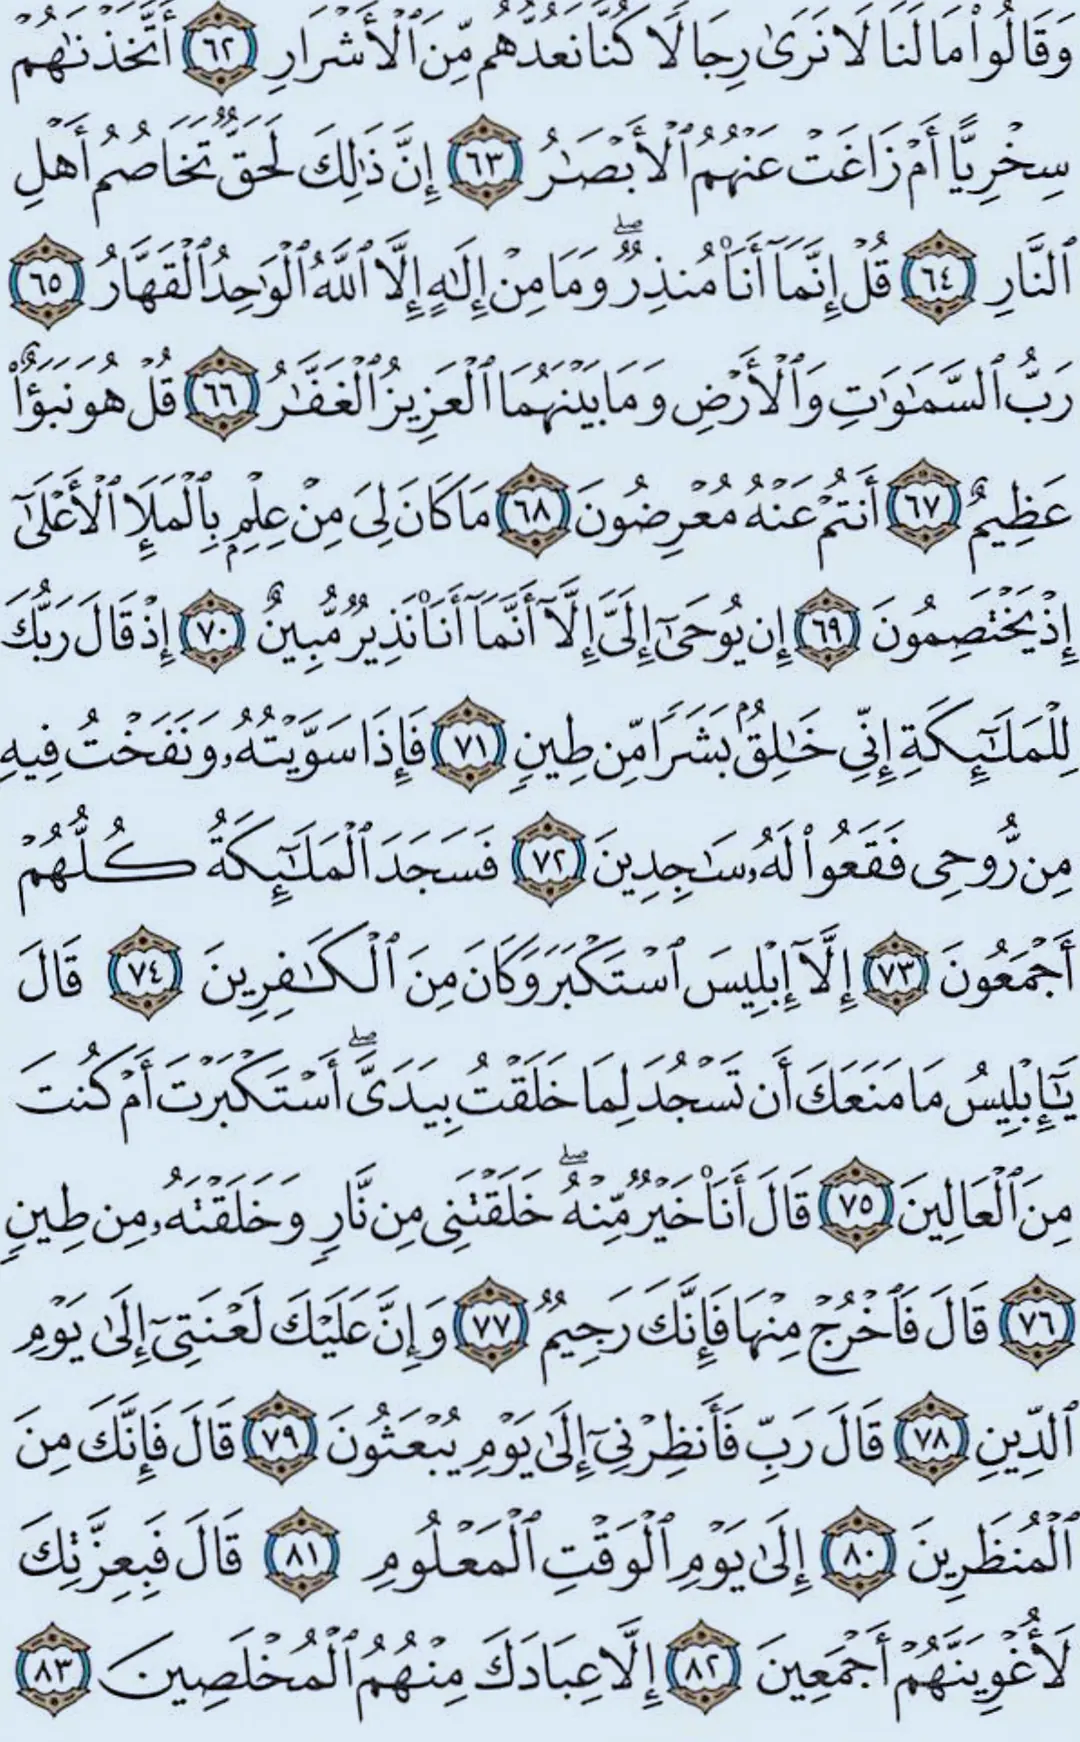 وَقَالُوا۟ مَا لَنَا لَا نَرَىٰ رِجَالًا كُنَّا نَعُدُّهُم مِّنَ ٱلْأَشْرَارِ ٦٢ أَتَّخَذْنَٰهُمْ
سِخْرِيًّا أَمْ زَاغَتْ عَنْهُمُ ٱلْأَبْصَٰرُ ٦٣ إِنَّ ذَٰلِكَ لَحَقٌّ تَخَاصُمُ أَهْلِ
ٱلنَّارِ ٦٤ قُلْ إِنَّمَآ أَنَا۠ مُنذِرٌ ۖ وَمَا مِنْ إِلَٰهٍ إِلَّا ٱللَّهُ ٱلْوَٰحِدُ ٱلْقَهَّارُ ٦٥
رَبُّ ٱلسَّمَٰوَٰتِ وَٱلْأَرْضِ وَمَا بَيْنَهُمَا ٱلْعَزِيزُ ٱلْغَفَّٰرُ ٦٦ قُلْ هُوَ نَبَؤٌا۟
عَظِيمٌ ٦٧ أَنتُمْ عَنْهُ مُعْرِضُونَ ٦٨ مَا كَانَ لِىَ مِنْ عِلْمٍۭ بِٱلْمَلَإِ ٱلْأَعْلَىٰٓ
إِذْ يَخْتَصِمُونَ ٦٩ إِن يُوحَىٰٓ إِلَىَّ إِلَّآ أَنَّمَآ أَنَا۠ نَذِيرٌ مُّبِينٌ ٧٠ إِذْ قَالَ رَبُّكَ
لِلْمَلَٰٓئِكَةِ إِنِّى خَٰلِقٌۢ بَشَرًا مِّن طِينٍ ٧١ فَإِذَا سَوَّيْتُهُۥ وَنَفَخْتُ فِيهِ
مِن رُّوحِى فَقَعُوا۟ لَهُۥ سَٰجِدِينَ ٧٢ فَسَجَدَ ٱلْمَلَٰٓئِكَةُ كُلُّهُمْ
أَجْمَعُونَ ٧٣ إِلَّآ إِبْلِيسَ ٱسْتَكْبَرَ وَكَانَ مِنَ ٱلْكَٰفِرِينَ ٧٤ قَالَ
يَٰٓإِبْلِيسُ مَا مَنَعَكَ أَن تَسْجُدَ لِمَا خَلَقْتُ بِيَدَىَّ ۖ أَسْتَكْبَرْتَ أَمْ كُنتَ
مِنَ ٱلْعَالِينَ ٧٥ قَالَ أَنَا۠ خَيْرٌ مِّنْهُ ۖ خَلَقْتَنِى مِن نَّارٍ وَخَلَقْتَهُۥ مِن طِينٍ
٧٦ قَالَ فَٱخْرُجْ مِنْهَا فَإِنَّكَ رَجِيمٌ ٧٧ وَإِنَّ عَلَيْكَ لَعْنَتِىٓ إِلَىٰ يَوْمِ
ٱلدِّينِ ٧٨ قَالَ رَبِّ فَأَنظِرْنِىٓ إِلَىٰ يَوْمِ يُبْعَثُونَ ٧٩ قَالَ فَإِنَّكَ مِنَ
ٱلْمُنظَرِينَ ٨٠ إِلَىٰ يَوْمِ ٱلْوَقْتِ ٱلْمَعْلُومِ ٨١ قَالَ فَبِعِزَّتِكَ
لَأُغْوِيَنَّهُمْ أَجْمَعِينَ ٨٢ إِلَّا عِبَادَكَ مِنْهُمُ ٱلْمُخْلَصِينَ ٨٣